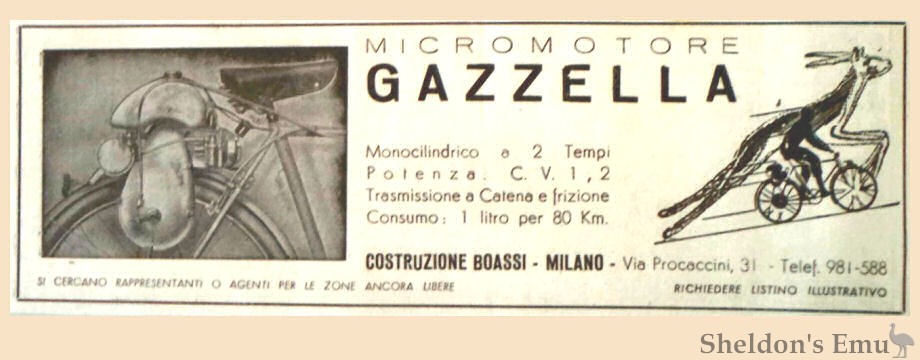 MICROMOTORE
GAZZELLA
Monocilindrico a 2 Tempi
Potenza. C. V. 1,2
Trasmissione a Catena e frizione
Consumo: 1 litro per 80 Km.
COSTRUZIONE BOASSI - MILANO - Via Procaccini, 31 - Telef. 981-588
SI CERCANO RAPPRESENTANTI O AGENTI PER LE ZONE ANCORA LIBERE
RICHIEDERE LISTINO ILLUSTRATIVO
Sheldon's Emu